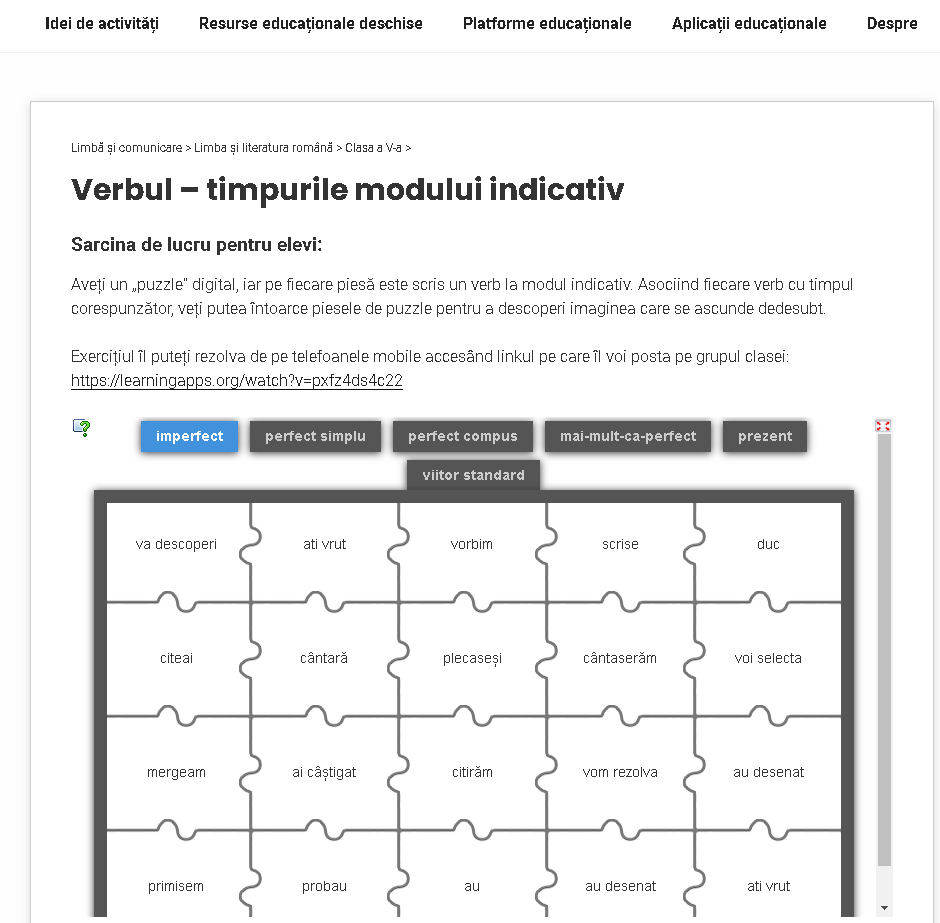 Idei de activități Resurse educaționale deschise Platforme educaționale Aplicații educaționale Despre
Limbă și comunicare > Limba și literatura română > Clasa a V-a >
Verbul – timpurile modului indicativ
Sarcina de lucru pentru elevi:
Aveți un „puzzle” digital, iar pe fiecare piesă este scris un verb la modul indicativ. Asociind fiecare verb cu timpul
corespunzător, veți putea întoarce piesele de puzzle pentru a descoperi imaginea care se ascunde dedesubt.
Exercițiul îl puteți rezolva de pe telefoanele mobile accesând linkul pe care îl voi posta pe grupul clasei:
https://learningapps.org/watch?v=pxfz4ds4c22
imperfect perfect simplu perfect compus mai-mult-ca-perfect prezent
viitor standard
va descoperi ati vrut vorbim scrise duc
citeai cântară plecaseși cântaserăm voi selecta
mergeam ai câștigat citirăm vom rezolva au desenat
primisem probau au au desenat ati vrut